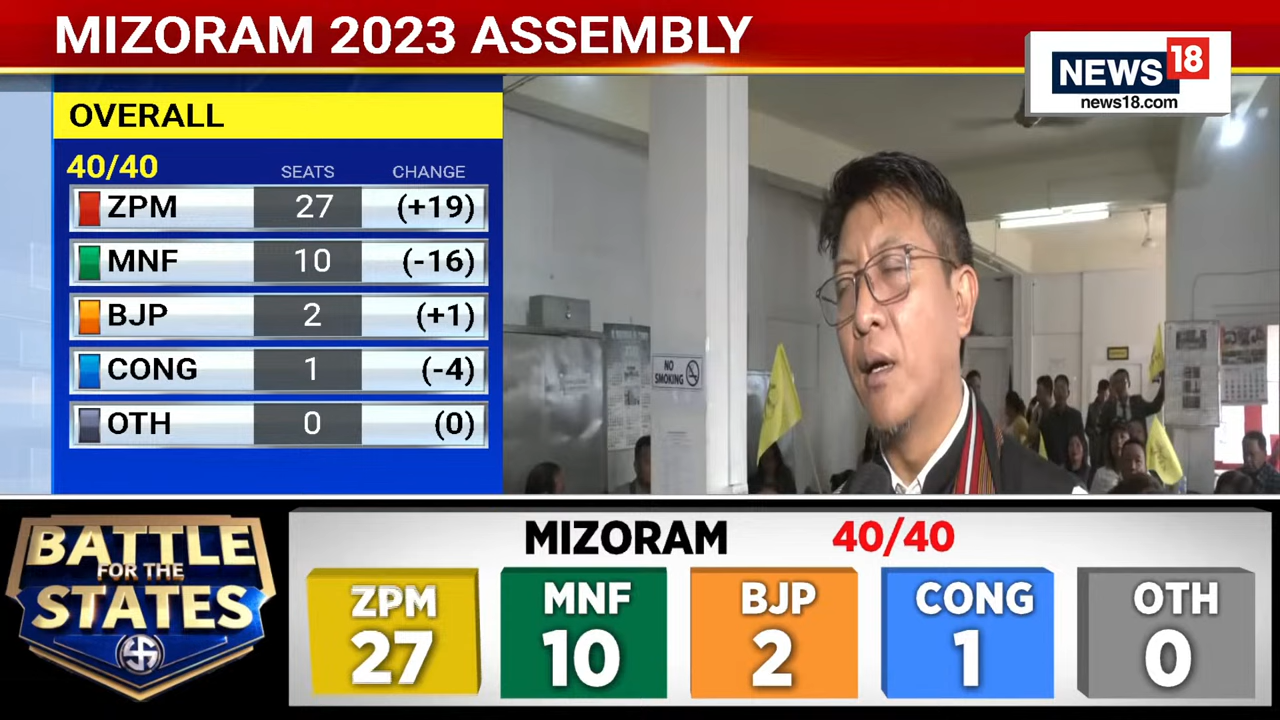 MIZORAM 2023 ASSEMBLY
NEWS 18
news18.com
OVERALL
40/40 SEATS CHANGE
ZPM 27 (+19)
MNF 10 (-16)
BJP 2 (+1)
CONG 1 (-4)
OTH 0 (0)
NO
SMOKING
BATTLE
FOR THE
STATES
MIZORAM 40/40
ZPM MNF BJP CONG OTH
27 10 2 1 0